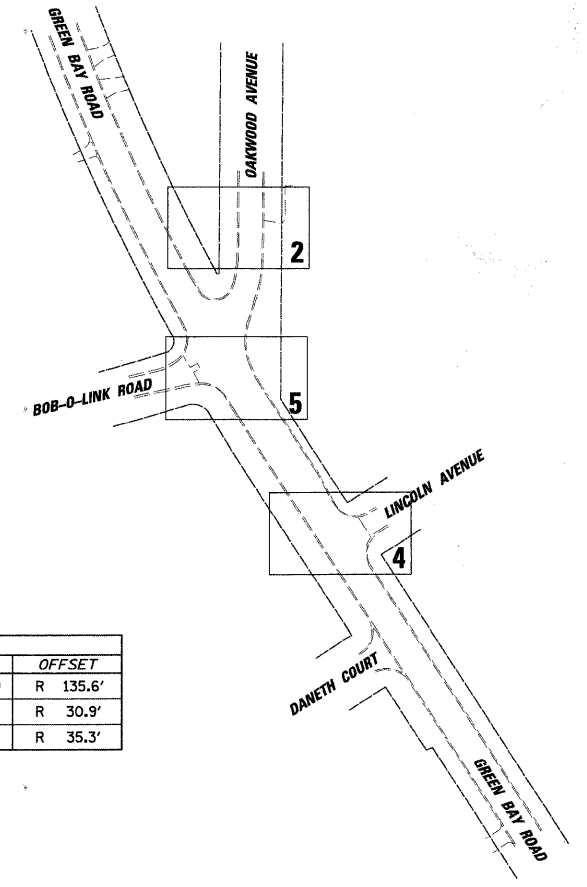 GREEN BAY ROAD
OAKWOOD AVENUE
2
BOB-O-LINK ROAD
5
LINCOLN AVENUE
4
OFFSET
R 135.6'
R 30.9'
R 35.3'
DANETH COURT
GREEN BAY ROAD